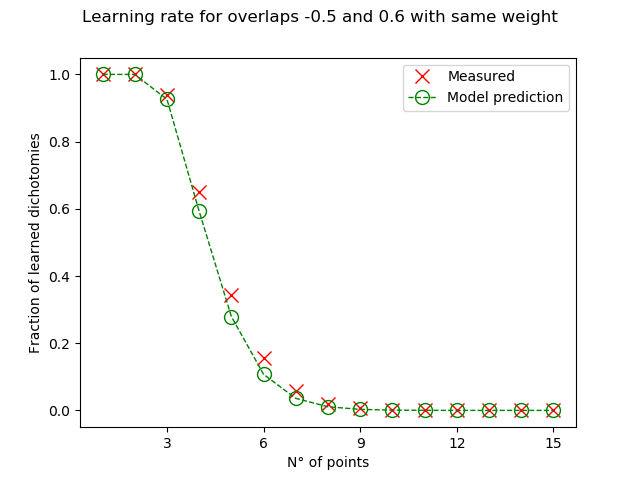 Learning rate for overlaps -0.5 and 0.6 with same weight
Measured
Model prediction
Fraction of learned dichotomies
1.0
0.8
0.6
0.4
0.2
0.0
3 6 9 12 15
N° of points